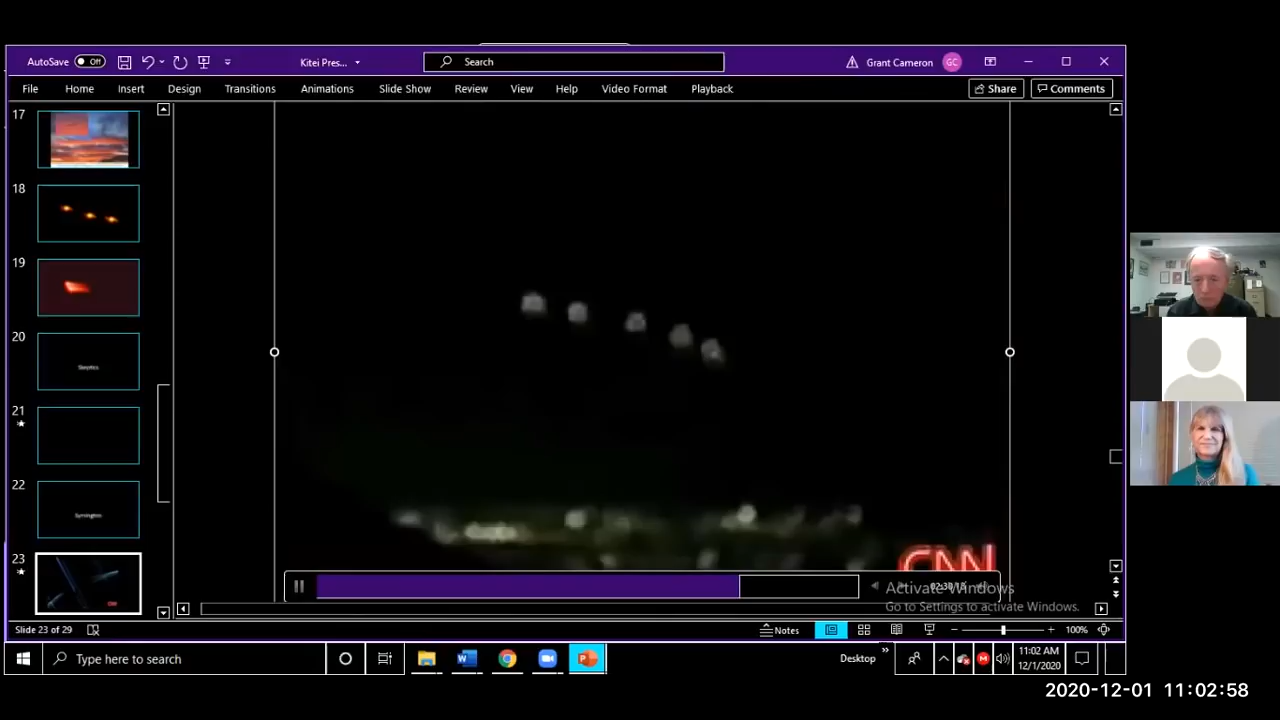 AutoSave Off Kitei Pres... Search Grant Cameron GC
File Home Insert Design Transitions Animations Slide Show Review View Help Video Format Playback Share Comments
17
18
19
20
Skeptics
21
22
Symington
23
CNN
Activate Windows
Go to Settings to activate Windows.
Slide 23 of 29 Notes 100%
Type here to search Desktop 11:02 AM
12/1/2020
2020-12-01 11:02:58